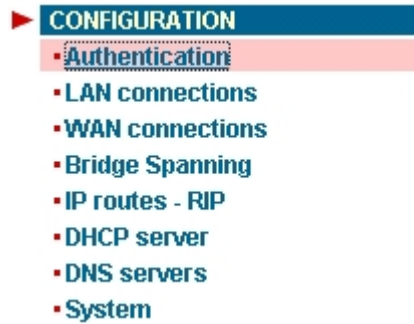 CONFIGURATION
Authentication
LAN connections
WAN connections
Bridge Spanning
IP routes - RIP
DHCP server
DNS servers
System